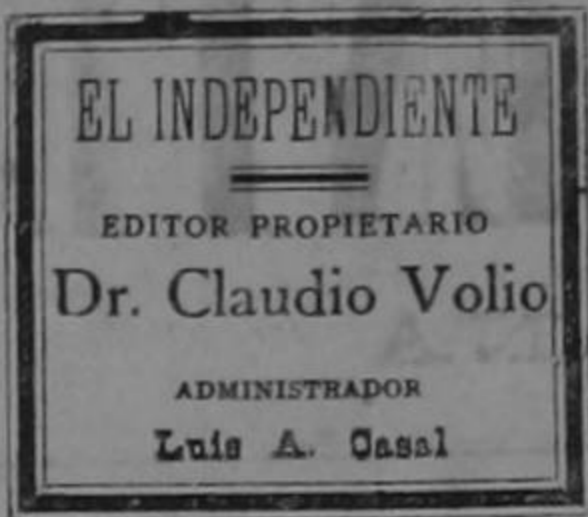 EL INDEPENDIENTE
EDITOR PROPIETARIO
Dr. Claudio Volio
ADMINISTRADOR
Luis A. Casal